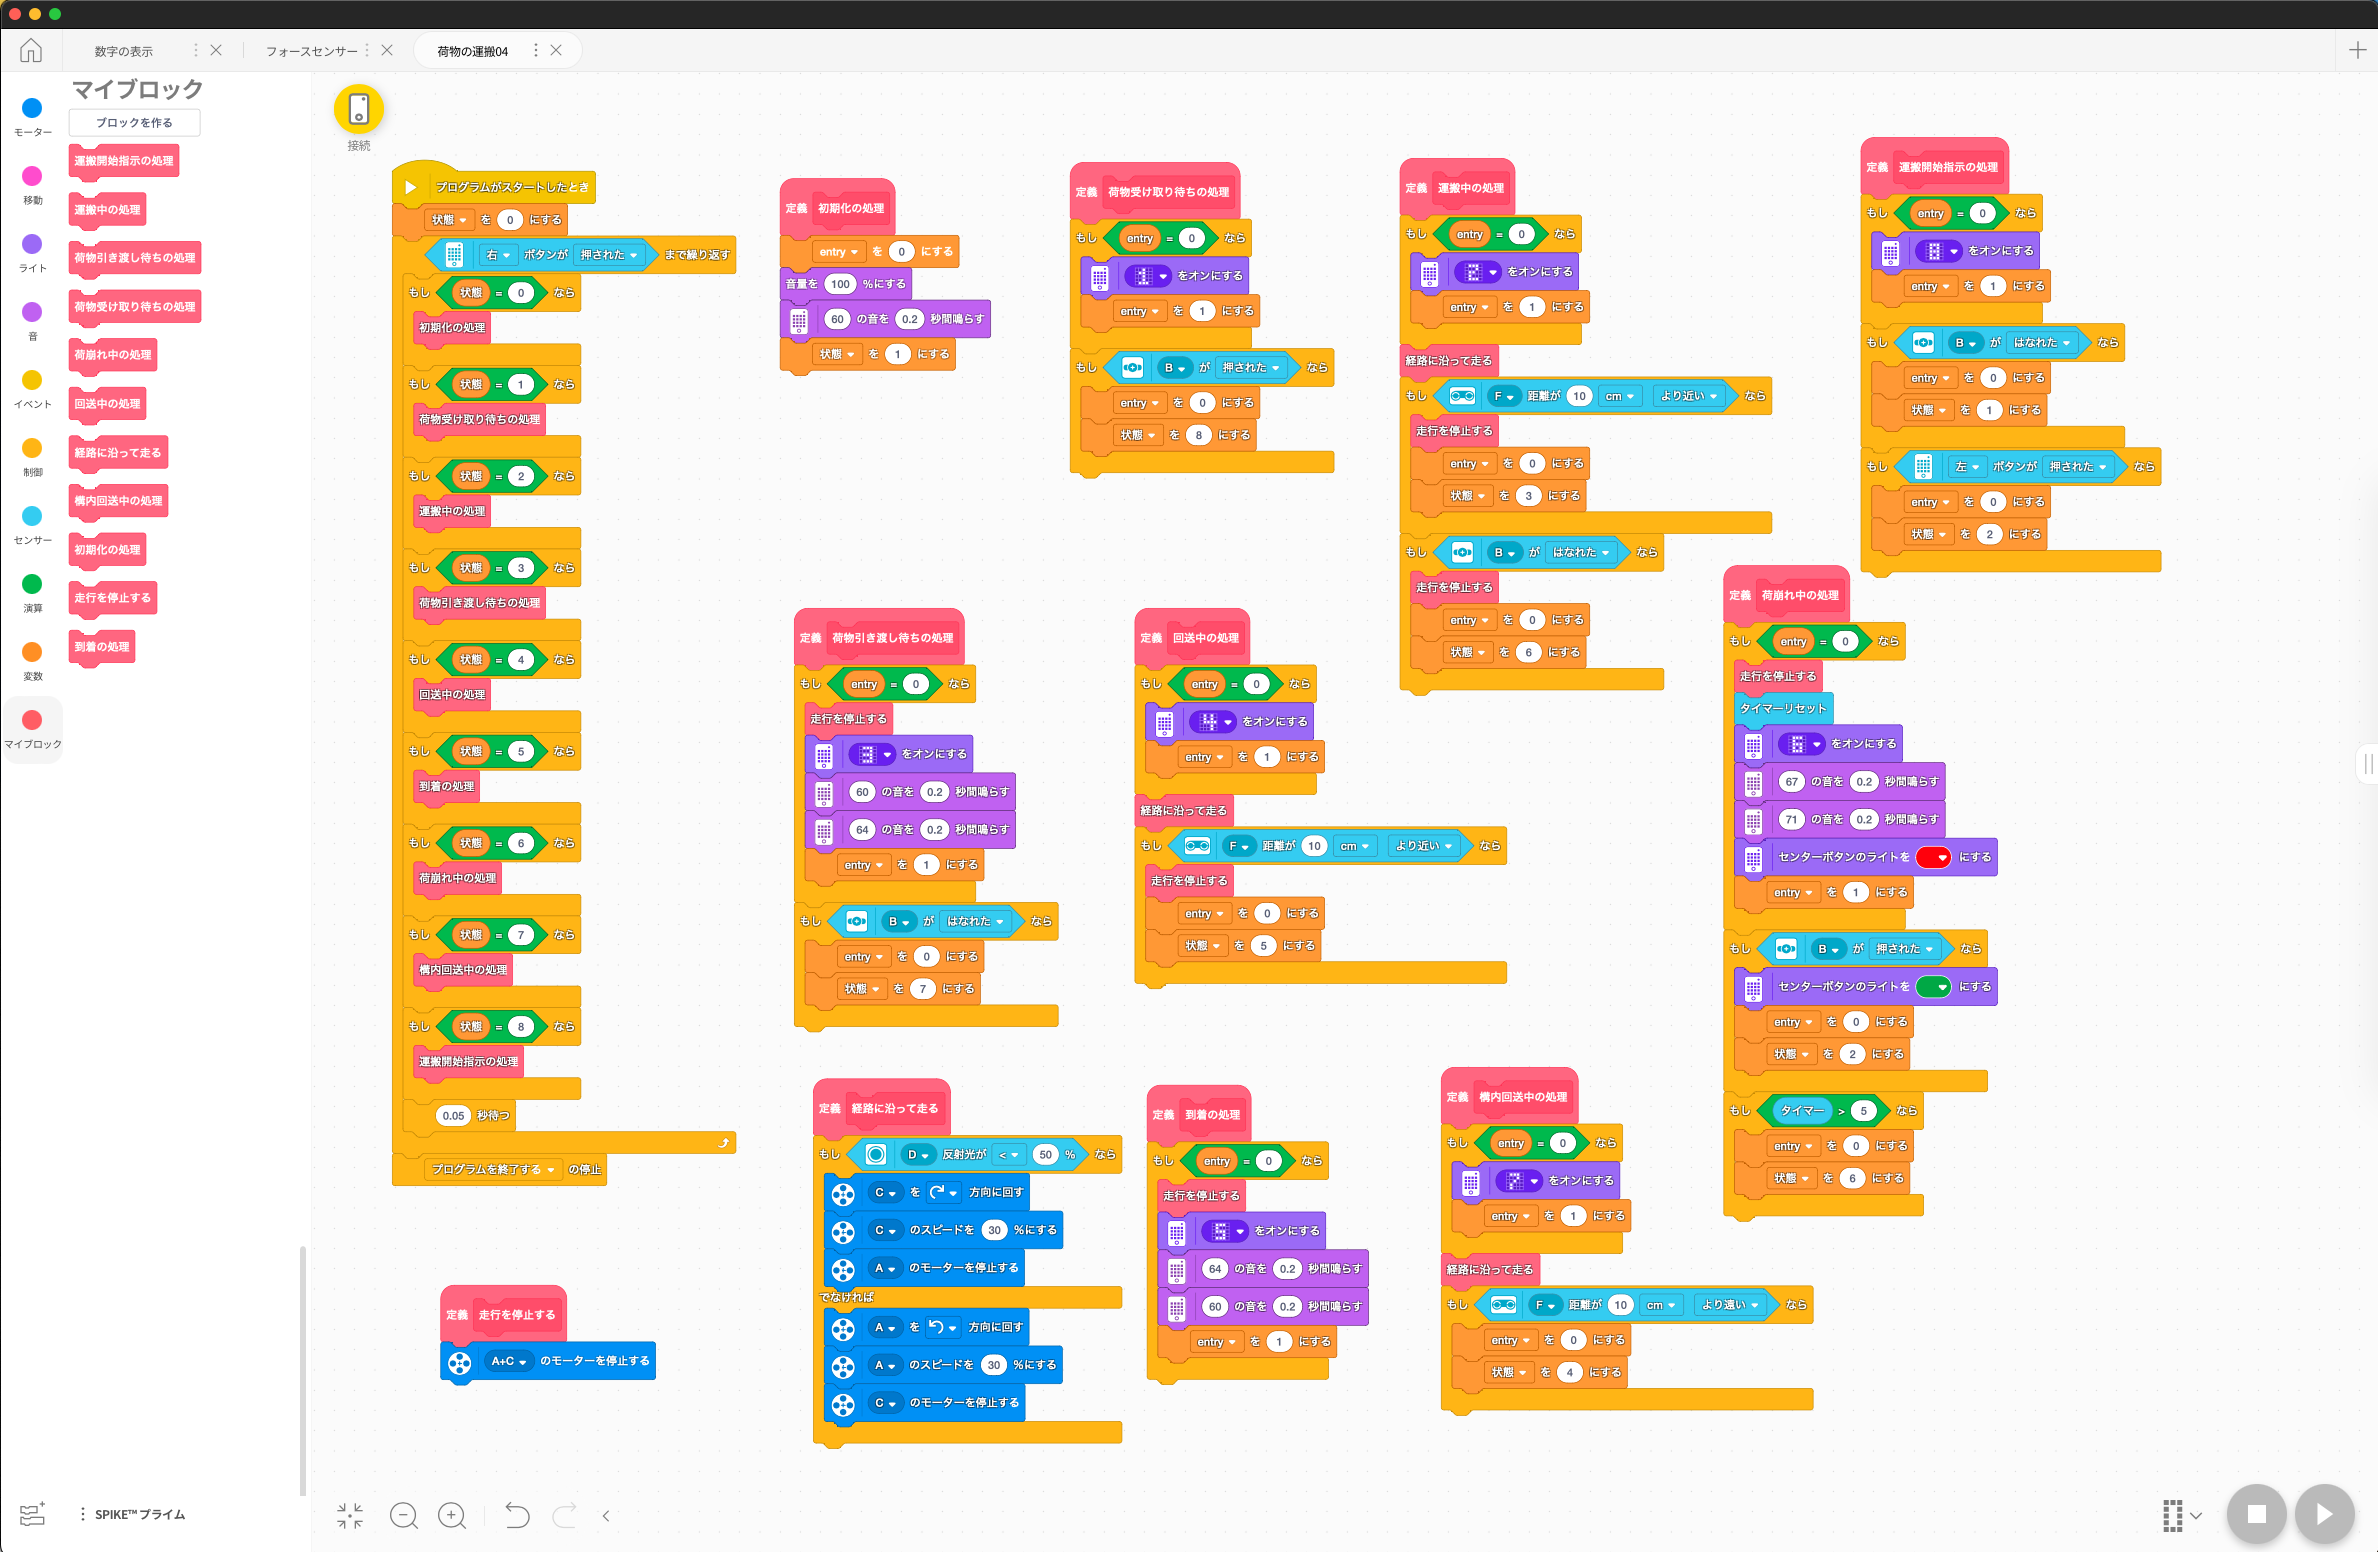 数字の表示
フォースセンサー
荷物の運搬04
マイブロック
ブロックを作る
モーター
移動
ライト
音
イベント
制御
センサー
演算
変数
マイブロック
運搬開始指示の処理
運搬中の処理
荷物引き渡し待ちの処理
荷物受け取り待ちの処理
荷崩れ中の処理
回送中の処理
経路に沿って走る
構内回送中の処理
初期化の処理
走行を停止する
到着の処理
SPIKE™プライム
接続
プログラムがスタートしたとき
状態 を 0 にする
右 ボタンが 押された まで繰り返す
もし 状態 = 0 なら
初期化の処理
もし 状態 = 1 なら
荷物受け取り待ちの処理
もし 状態 = 2 なら
運搬中の処理
もし 状態 = 3 なら
荷物引き渡し待ちの処理
もし 状態 = 4 なら
回送中の処理
もし 状態 = 5 なら
到着の処理
もし 状態 = 6 なら
荷崩れ中の処理
もし 状態 = 7 なら
構内回送中の処理
もし 状態 = 8 なら
運搬開始指示の処理
0.05 秒待つ
プログラムを終了する の停止
定義 走行を停止する
A+C のモーターを停止する
定義 初期化の処理
entry を 0 にする
音量を 100 %にする
60 の音を 0.2 秒間鳴らす
状態 を 1 にする
定義 荷物受け取り待ちの処理
もし entry = 0 なら
をオンにする
entry を 1 にする
もし B が 押された なら
entry を 0 にする
状態 を 8 にする
定義 運搬中の処理
もし entry = 0 なら
をオンにする
entry を 1 にする
経路に沿って走る
もし F 距離が 10 cm より近い なら
走行を停止する
entry を 0 にする
状態 を 3 にする
もし B が はなれた なら
走行を停止する
entry を 0 にする
状態 を 6 にする
定義 運搬開始指示の処理
もし entry = 0 なら
をオンにする
entry を 1 にする
もし B が はなれた なら
entry を 0 にする
状態 を 1 にする
もし 左 ボタンが 押された なら
entry を 0 にする
状態 を 2 にする
定義 荷物引き渡し待ちの処理
もし entry = 0 なら
走行を停止する
をオンにする
60 の音を 0.2 秒間鳴らす
64 の音を 0.2 秒間鳴らす
entry を 1 にする
もし B が はなれた なら
entry を 0 にする
状態 を 7 にする
定義 回送中の処理
もし entry = 0 なら
をオンにする
entry を 1 にする
経路に沿って走る
もし F 距離が 10 cm より近い なら
走行を停止する
entry を 0 にする
状態 を 5 にする
定義 荷崩れ中の処理
もし entry = 0 なら
走行を停止する
タイマーリセット
をオンにする
67 の音を 0.2 秒間鳴らす
71 の音を 0.2 秒間鳴らす
センターボタンのライトを にする
entry を 1 にする
もし B が 押された なら
センターボタンのライトを にする
entry を 0 にする
状態 を 2 にする
もし タイマー > 5 なら
entry を 0 にする
状態 を 6 にする
定義 経路に沿って走る
もし D 反射光が < 50 % なら
C を 方向に回す
C のスピードを 30 %にする
A のモーターを停止する
でなければ
A を 方向に回す
A のスピードを 30 %にする
C のモーターを停止する
定義 到着の処理
もし entry = 0 なら
走行を停止する
をオンにする
64 の音を 0.2 秒間鳴らす
60 の音を 0.2 秒間鳴らす
entry を 1 にする
定義 構内回送中の処理
もし entry = 0 なら
をオンにする
entry を 1 にする
経路に沿って走る
もし F 距離が 10 cm より遠い なら
entry を 0 にする
状態 を 4 にする